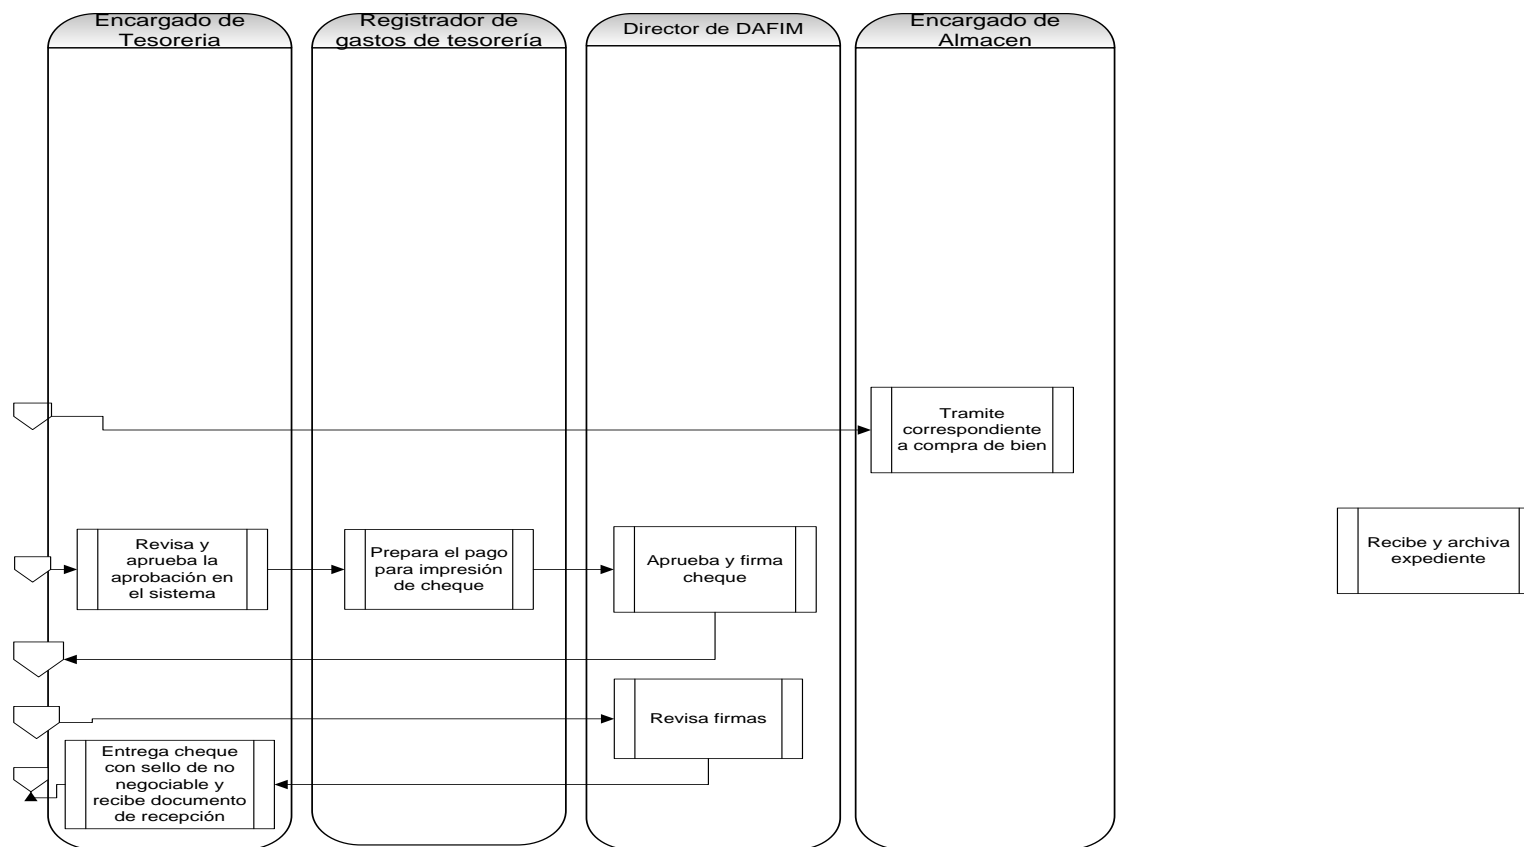 Encargado de
Tesoreria
Registrador de
gastos de tesorería
Director de DAFIM
Encargado de
Almacen
Tramite
correspondiente
a compra de bien
Revisa y
aprueba la
aprobación en
el sistema
Prepara el pago
para impresión
de cheque
Aprueba y firma
cheque
Recibe y archiva
expediente
Revisa firmas
Entrega cheque
con sello de no
negociable y
recibe documento
de recepción